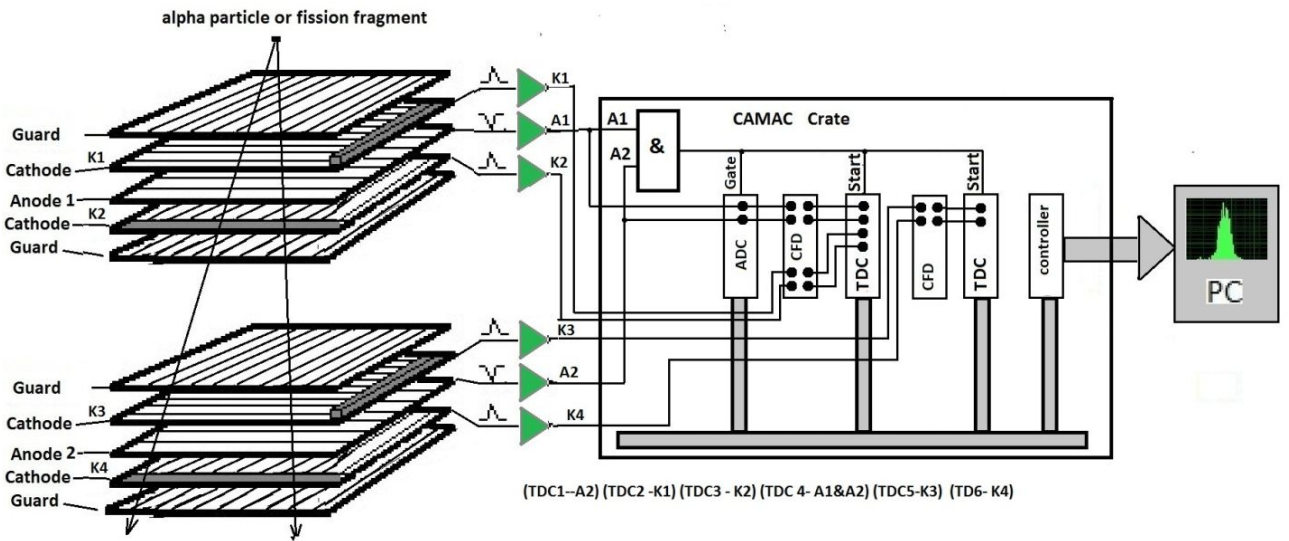 alpha particle or fission fragment
Guard
K1
Cathode
Anode 1
K2
Cathode
Guard
K1
A1
K2
Guard
K3
Cathode
Anode 2
K4
Cathode
Guard
K3
A2
K4
CAMAC Crate
A1
A2
&
Gate
Start
Start
ADC
CFD
TDC
CFD
TDC
controller
PC
(TDC1--A2) (TDC2 -K1) (TDC3 - K2) (TDC 4- A1&A2) (TDC5-K3) (TD6- K4)